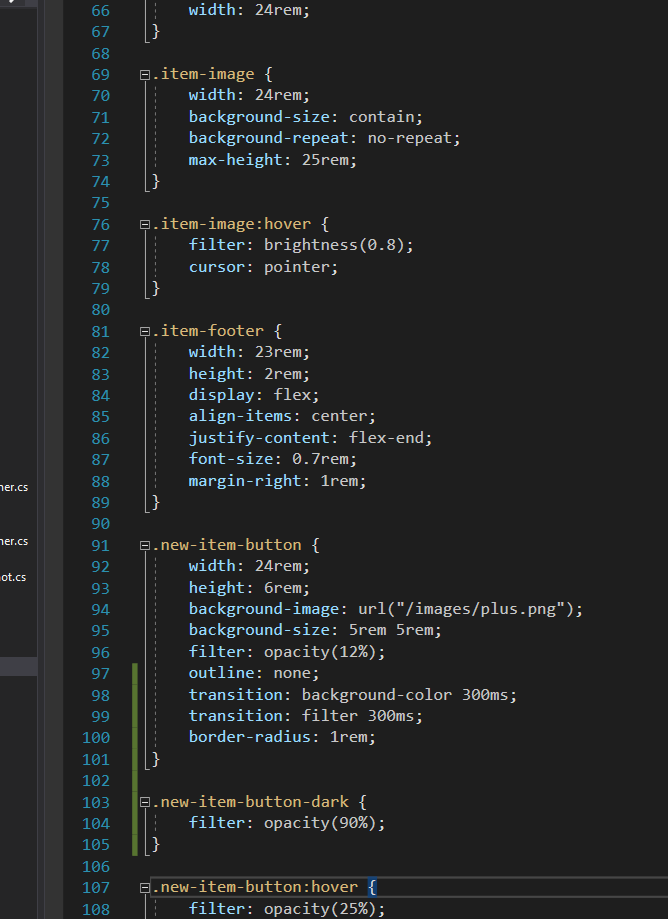 66 width: 24rem;
67 }
68
69 .item-image {
70 width: 24rem;
71 background-size: contain;
72 background-repeat: no-repeat;
73 max-height: 25rem;
74 }
75
76 .item-image:hover {
77 filter: brightness(0.8);
78 cursor: pointer;
79 }
80
81 .item-footer {
82 width: 23rem;
83 height: 2rem;
84 display: flex;
85 align-items: center;
86 justify-content: flex-end;
87 font-size: 0.7rem;
ner.cs
88 margin-right: 1rem;
89 }
90
ner.cs
91 .new-item-button {
92 width: 24rem;
ot.cs
93 height: 6rem;
94 background-image: url("/images/plus.png");
95 background-size: 5rem 5rem;
96 filter: opacity(12%);
97 outline: none;
98 transition: background-color 300ms;
99 transition: filter 300ms;
100 border-radius: 1rem;
101 }
102
103 .new-item-button-dark {
104 filter: opacity(90%);
105 }
106
107 .new-item-button:hover {
108 filter: opacity(25%);